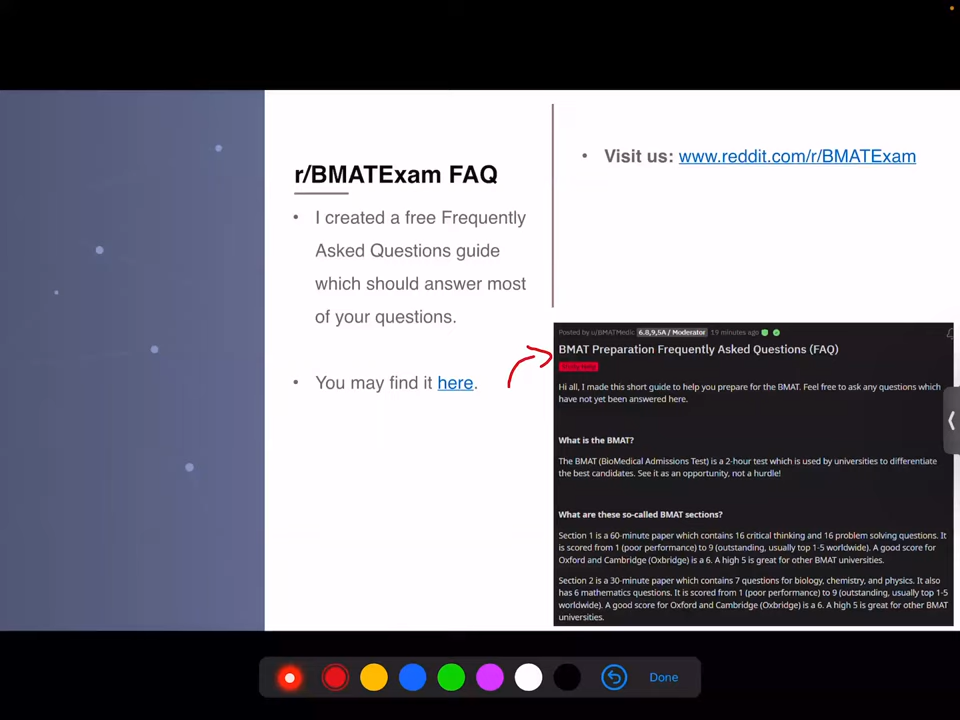 r/BMATExam FAQ
• I created a free Frequently
Asked Questions guide
which should answer most
of your questions.
• You may find it here.
• Visit us: www.reddit.com/r/BMATExam
Posted by u/BMATMedic 6.8,9,5A / Moderator 19 minutes ago
BMAT Preparation Frequently Asked Questions (FAQ)
Hi all, I made this short guide to help you prepare for the BMAT. Feel free to ask any questions which
have not yet been answered here.
What is the BMAT?
The BMAT (BioMedical Admissions Test) is a 2-hour test which is used by universities to differentiate
the best candidates. See it as an opportunity, not a hurdle!
What are these so-called BMAT sections?
Section 1 is a 60-minute paper which contains 16 critical thinking and 16 problem solving questions. It
is scored from 1 (poor performance) to 9 (outstanding, usually top 1-5 worldwide). A good score for
Oxford and Cambridge (Oxbridge) is a 6. A high 5 is great for other BMAT universities.
Section 2 is a 30-minute paper which contains 7 questions for biology, chemistry, and physics. It also
has 6 mathematics questions. It is scored from 1 (poor performance) to 9 (outstanding, usually top 1-5
worldwide). A good score for Oxford and Cambridge (Oxbridge) is a 6. A high 5 is great for other BMAT
universities.
Done